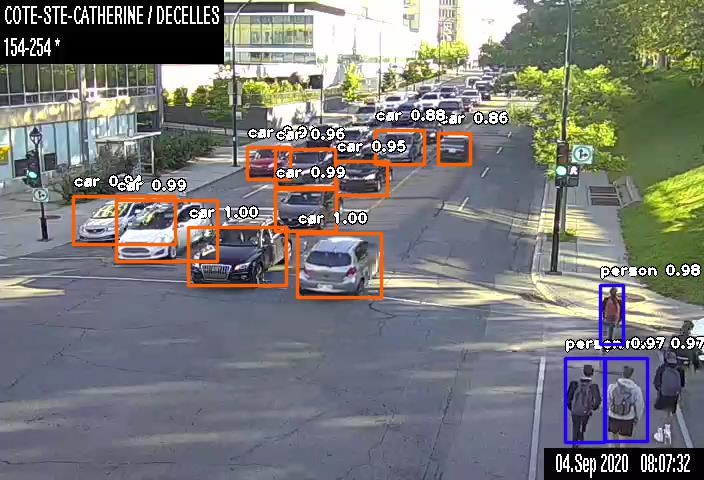 COTE-STE-CATHERINE / DECELLES
154-254 *
car 0.88
car 0.86
car 0.96
car 0.95
car 0.99
car 0.99
car 1.00
car 1.00
person 0.98
person 0.97
0.97
04.Sep 2020 08:07:32